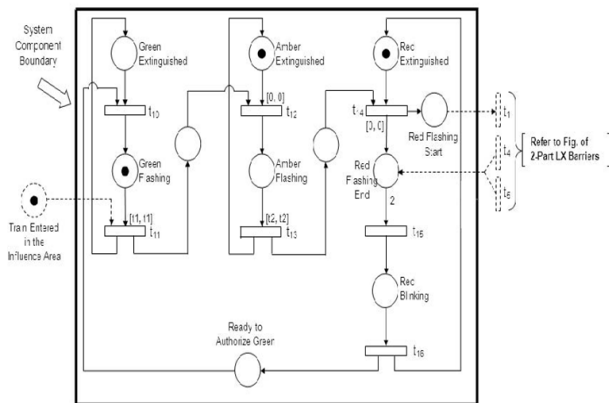 System
Component
Boundary
Green
Extinguished
Amber
Extinguished
Rec
Extinguished
t10
[0, 0]
t12
t14
[0, 0]
Red Flashing
Start
t1
t4
t5
Refer to Fig. of
2-Part LX Barriers
Green
Flashing
Amber
Flashing
Red
Flashing
End
2
Train Entered
in the
Influence Area
[t1, t1]
t11
[t2, t2]
t13
t15
Rec
Blinking
t16
Ready to
Authorize Green